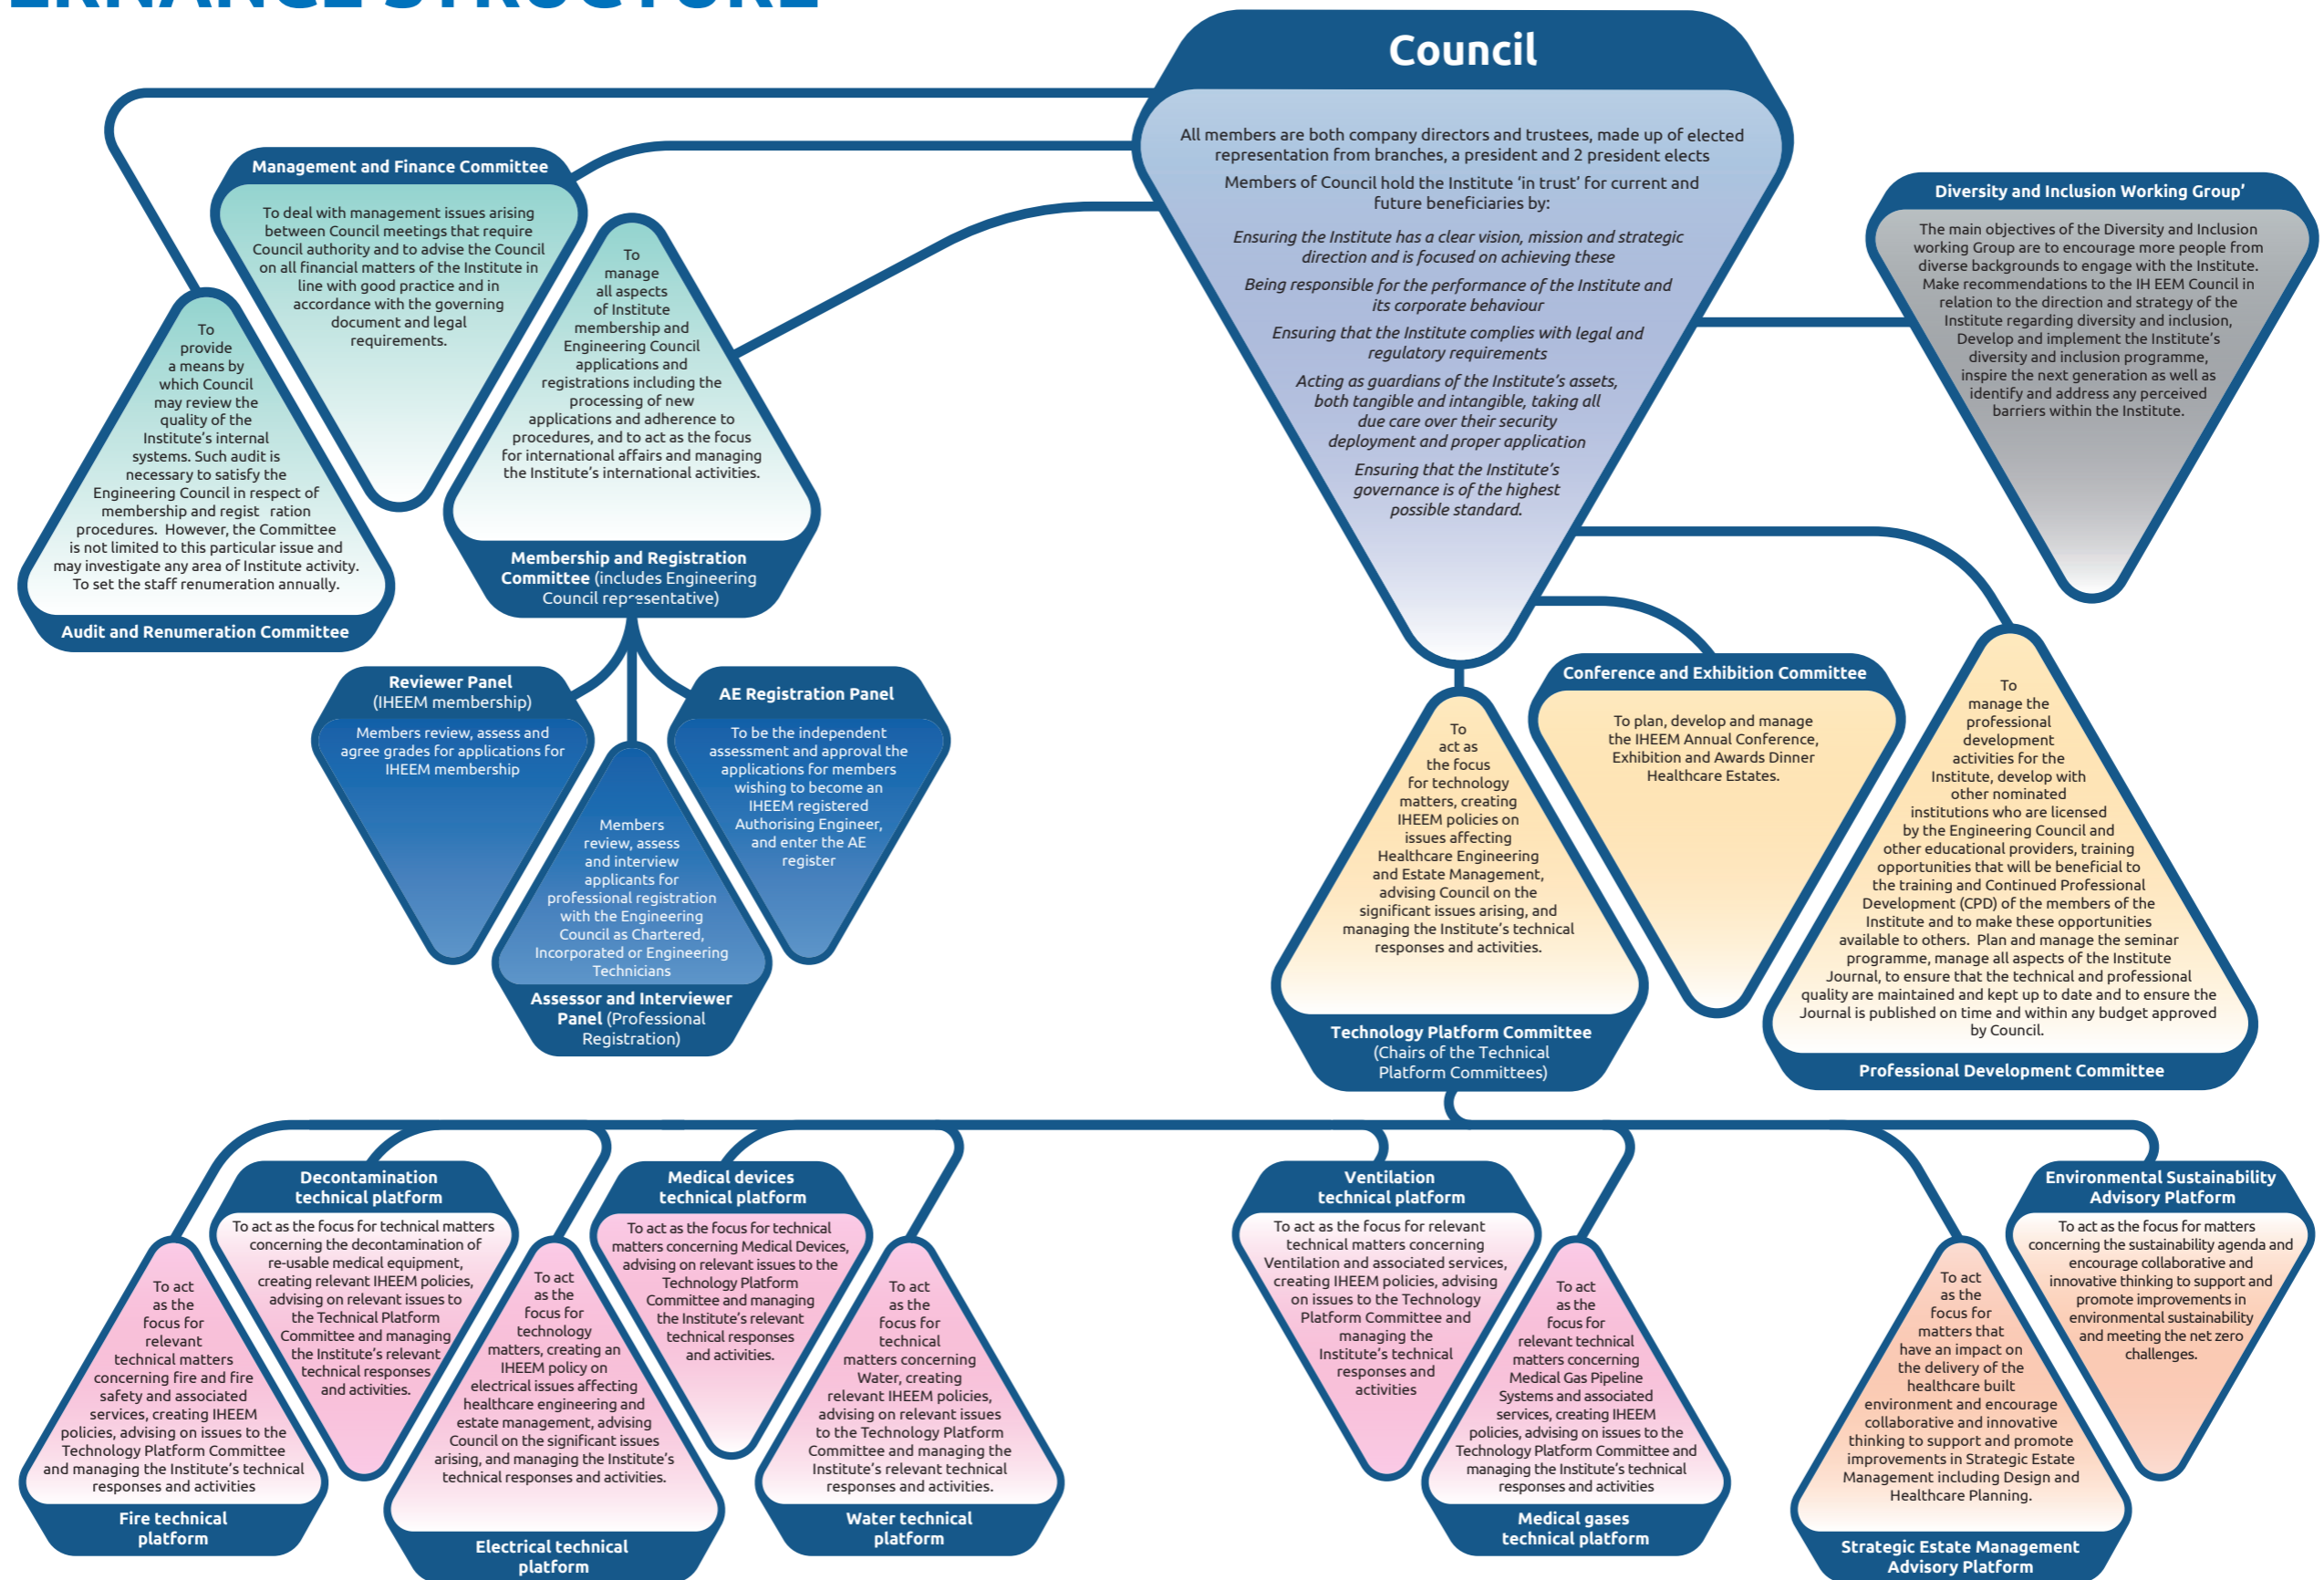 ERNANCE STRUCTURE
Council
All members are both company directors and trustees, made up of elected
representation from branches, a president and 2 president elects
Members of Council hold the Institute ‘in trust’ for current and
future beneficiaries by:
Ensuring the Institute has a clear vision, mission and strategic
direction and is focused on achieving these
Being responsible for the performance of the Institute and
its corporate behaviour
Ensuring that the Institute complies with legal and
regulatory requirements
Acting as guardians of the Institute’s assets,
both tangible and intangible, taking all
due care over their security
deployment and proper application
Ensuring that the Institute’s
governance is of the highest
possible standard.
Management and Finance Committee
To deal with management issues arising
between Council meetings that require
Council authority and to advise the Council
on all financial matters of the Institute in
line with good practice and in
accordance with the governing
document and legal
requirements.
To
provide
a means by
which Council
may review the
quality of the
Institute’s internal
systems. Such audit is
necessary to satisfy the
Engineering Council in respect of
membership and regist ration
procedures. However, the Committee
is not limited to this particular issue and
may investigate any area of Institute activity.
To set the staff renumeration annually.
Audit and Renumeration Committee
To
manage
all aspects
of Institute
membership and
Engineering Council
applications and
registrations including the
processing of new
applications and adherence to
procedures, and to act as the focus
for international affairs and managing
the Institute’s international activities.
Membership and Registration
Committee (includes Engineering
Council representative)
Diversity and Inclusion Working Group’
The main objectives of the Diversity and Inclusion
working Group are to encourage more people from
diverse backgrounds to engage with the Institute.
Make recommendations to the IH EEM Council in
relation to the direction and strategy of the
Institute regarding diversity and inclusion,
Develop and implement the Institute’s
diversity and inclusion programme,
inspire the next generation as well as
identify and address any perceived
barriers within the Institute.
Reviewer Panel
(IHEEM membership)
Members review, assess and
agree grades for applications for
IHEEM membership
Members
review, assess
and interview
applicants for
professional registration
with the Engineering
Council as Chartered,
Incorporated or Engineering
Technicians
Assessor and Interviewer
Panel (Professional
Registration)
AE Registration Panel
To be the independent
assessment and approval the
applications for members
wishing to become an
IHEEM registered
Authorising Engineer,
and enter the AE
register
To
act as
the focus
for technology
matters, creating
IHEEM policies on
issues affecting
Healthcare Engineering
and Estate Management,
advising Council on the
significant issues arising, and
managing the Institute’s technical
responses and activities.
Technology Platform Committee
(Chairs of the Technical
Platform Committees)
Conference and Exhibition Committee
To plan, develop and manage
the IHEEM Annual Conference,
Exhibition and Awards Dinner
Healthcare Estates.
To
manage the
professional
development
activities for the
Institute, develop with
other nominated
institutions who are licensed
by the Engineering Council and
other educational providers, training
opportunities that will be beneficial to
the training and Continued Professional
Development (CPD) of the members of the
Institute and to make these opportunities
available to others. Plan and manage the seminar
programme, manage all aspects of the Institute
Journal, to ensure that the technical and professional
quality are maintained and kept up to date and to ensure the
Journal is published on time and within any budget approved
by Council.
Professional Development Committee
To act
as the
focus for
relevant
technical matters
concerning fire and fire
safety and associated
services, creating IHEEM
policies, advising on issues to the
Technology Platform Committee
and managing the Institute’s technical
responses and activities
Fire technical
platform
Decontamination
technical platform
To act as the focus for technical matters
concerning the decontamination of
re-usable medical equipment,
creating relevant IHEEM policies,
advising on relevant issues to
the Technical Platform
Committee and managing
the Institute’s relevant
technical responses
and activities.
To act
as the
focus for
technology
matters, creating an
IHEEM policy on
electrical issues affecting
healthcare engineering and
estate management, advising
Council on the significant issues
arising, and managing the Institute’s
technical responses and activities.
Electrical technical
platform
Medical devices
technical platform
To act as the focus for technical
matters concerning Medical Devices,
advising on relevant issues to the
Technology Platform
Committee and managing
the Institute’s relevant
technical responses
and activities.
To act
as the
focus for
technical
matters concerning
Water, creating
relevant IHEEM policies,
advising on relevant issues
to the Technology Platform
Committee and managing the
Institute’s relevant technical
responses and activities.
Water technical
platform
Ventilation
technical platform
To act as the focus for relevant
technical matters concerning
Ventilation and associated services,
creating IHEEM policies, advising
on issues to the Technology
Platform Committee and
managing the
Institute’s technical
responses and
activities
To act
as the
focus for
relevant technical
matters concerning
Medical Gas Pipeline
Systems and associated
services, creating IHEEM
policies, advising on issues to the
Technology Platform Committee and
managing the Institute’s technical
responses and activities
Medical gases
technical platform
To act
as the
focus for
matters that
have an impact on
the delivery of the
healthcare built
environment and encourage
collaborative and innovative
thinking to support and promote
improvements in Strategic Estate
Management including Design and
Healthcare Planning.
Strategic Estate Management
Advisory Platform
Environmental Sustainability
Advisory Platform
To act as the focus for matters
concerning the sustainability agenda and
encourage collaborative and
innovative thinking to support and
promote improvements in
environmental sustainability
and meeting the net zero
challenges.